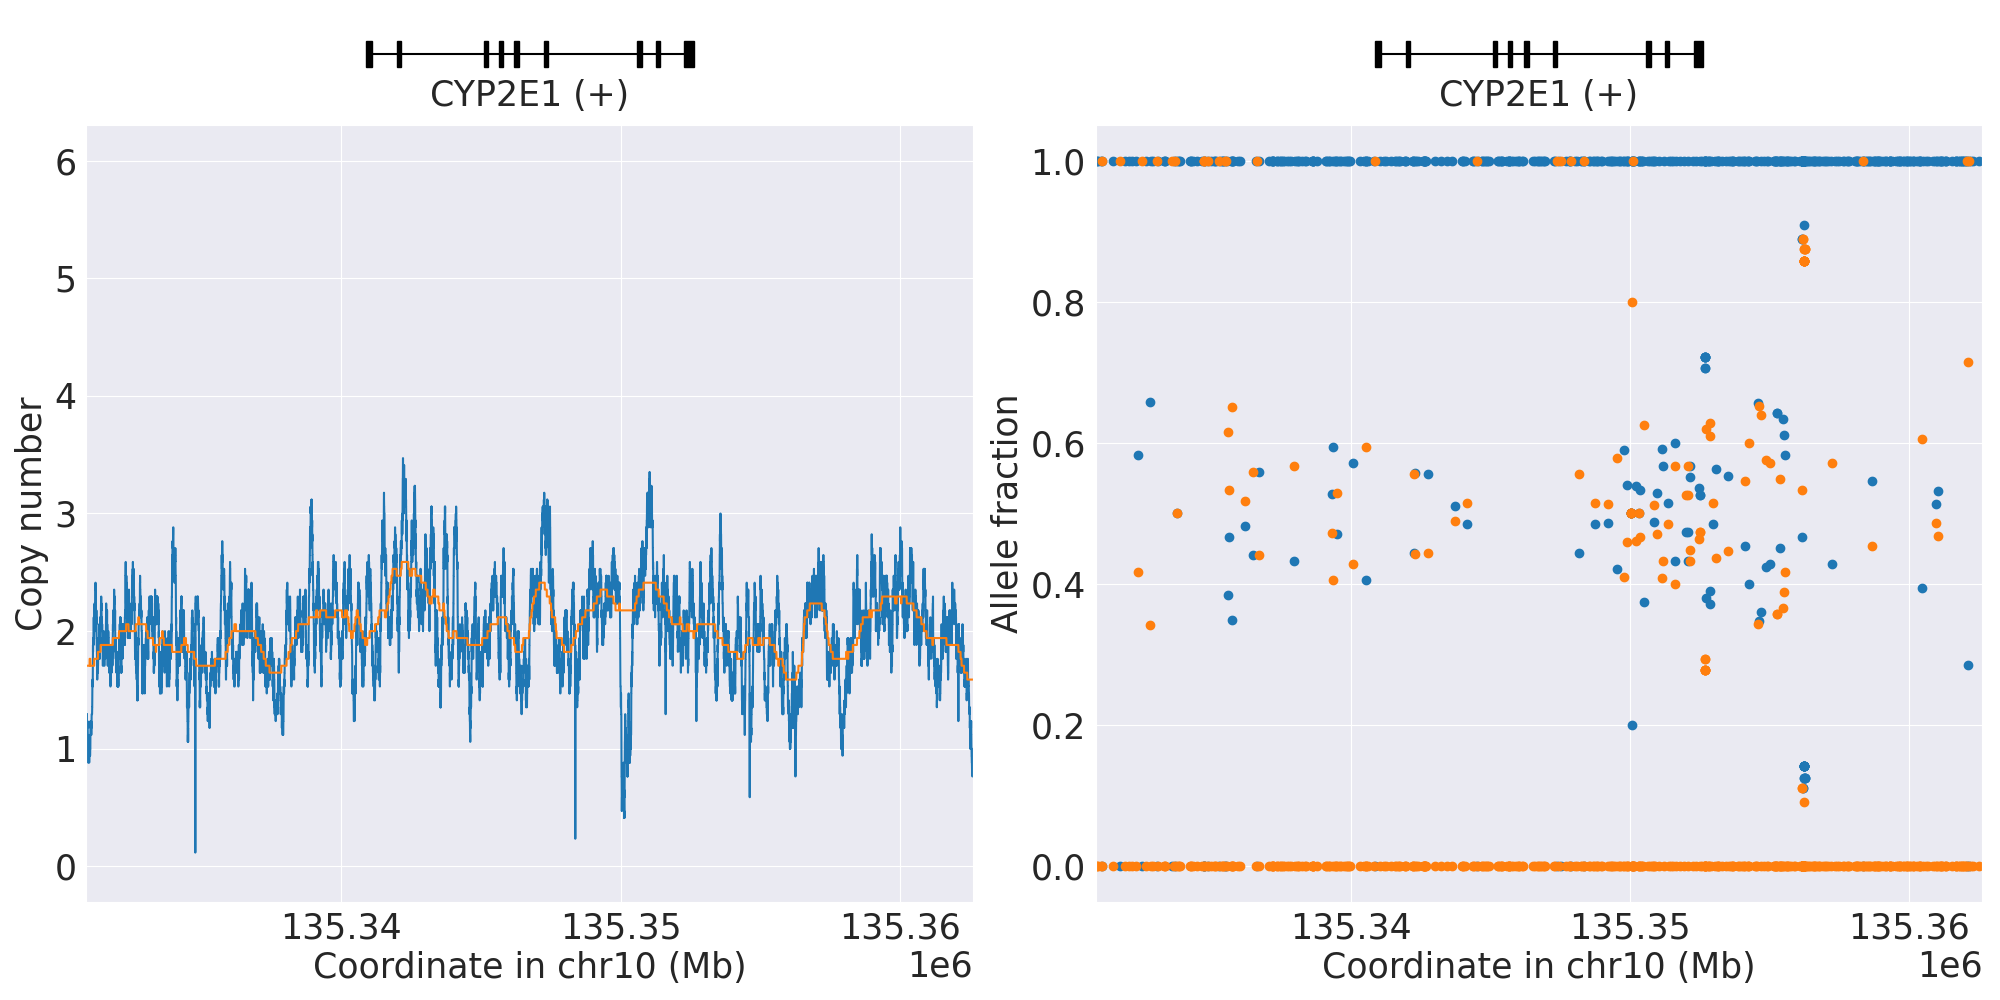 CYP2E1 (+)
6
5
4
3
2
1
0
Copy number
135.34
135.35
135.36
Coordinate in chr10 (Mb)
1e6
CYP2E1 (+)
1.0
0.8
0.6
0.4
0.2
0.0
Allele fraction
135.34
135.35
135.36
Coordinate in chr10 (Mb)
1e6